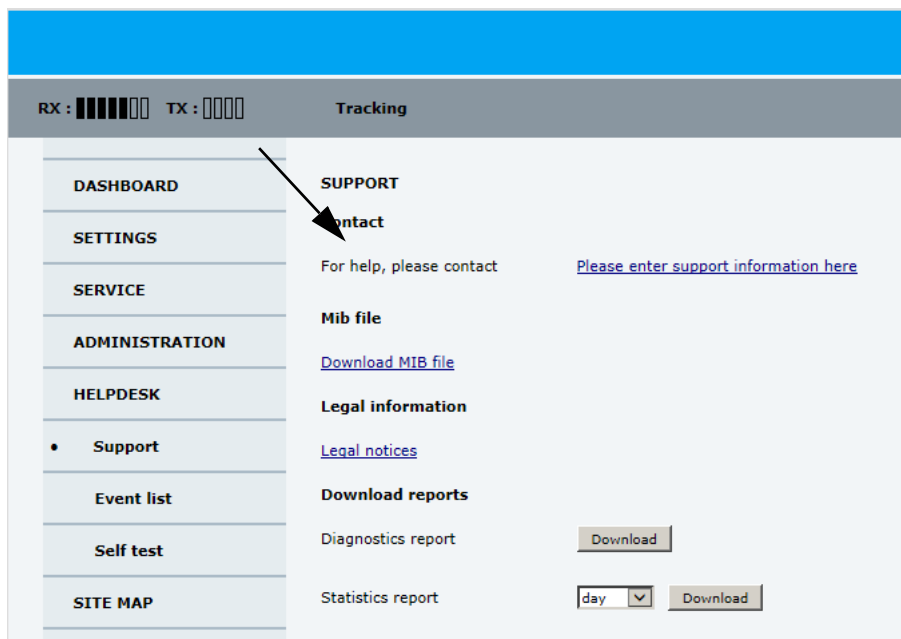 RX : TX : Tracking
DASHBOARD
SETTINGS
SERVICE
ADMINISTRATION
HELPDESK
• Support
Event list
Self test
SITE MAP
SUPPORT
Contact
For help, please contact Please enter support information here
Mib file
Download MIB file
Legal information
Legal notices
Download reports
Diagnostics report Download
Statistics report day Download